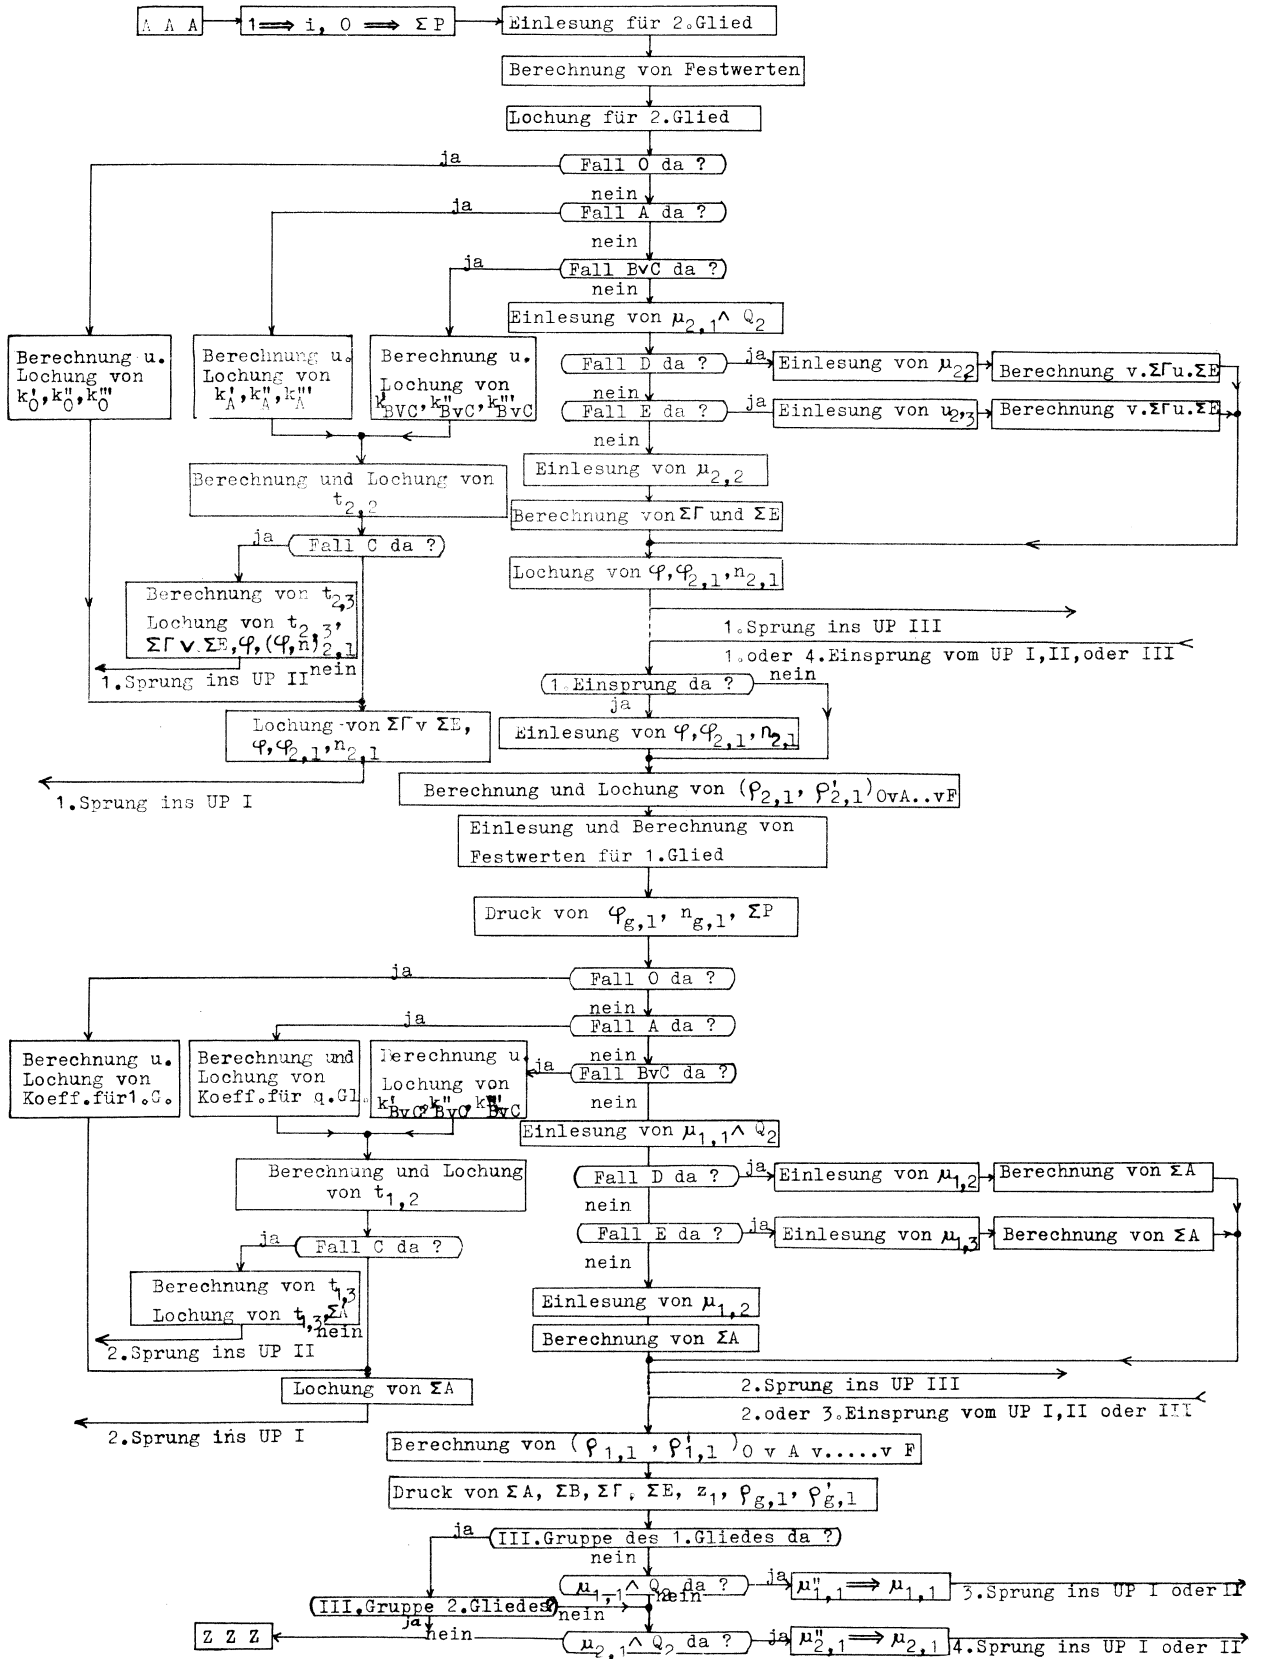 A A A
1 ⟹ i, O ⟹ ΣP
Einlesung für 2.Glied
Berechnung von Festwerten
Lochung für 2.Glied
ja
Fall O da ?
nein
ja
Fall A da ?
nein
ja
Fall BvC da ?
nein
Einlesung von μ2,1 ∧ Q2
Berechnung u.
Lochung von
k'O, k''O, k'''O
Berechnung u.
Lochung von
k'A, k''A, k'''A
Berechnung u.
Lochung von
k'BVC, k''BvC, k'''BvC
Fall D da ?
ja
Einlesung von μ22
Berechnung v.ΣΓu.ΣE
nein
Fall E da ?
ja
Einlesung von u2,3
Berechnung v.ΣΓu.ΣE
nein
Einlesung von μ2,2
Berechnung und Lochung von
t2,2
Berechnung von ΣΓ und ΣE
ja
Fall C da ?
Lochung von φ, φ2,1, n2,1
Berechnung von t2,3
Lochung von t2,3,
ΣΓ v. ΣE, φ, (φ, n)2,1
nein
1.Sprung ins UP II
1.Sprung ins UP III
1.oder 4.Einsprung vom UP I,II,oder III
1.Einsprung da ?
nein
ja
Lochung von ΣΓ v ΣE,
φ, φ2,1, n2,1
Einlesung von φ, φ2,1, n2,1
1.Sprung ins UP I
Berechnung und Lochung von (ρ2,1, ρ'2,1)OvA..vF
Einlesung und Berechnung von
Festwerten für 1.Glied
Druck von φg,1, ng,1, ΣP
ja
Fall O da ?
nein
ja
Fall A da ?
nein
ja
Fall BvC da ?
nein
Berechnung u.
Lochung von
Koeff.für1.G.
Berechnung und
Lochung von
Koeff.für q.Gl.
Berechnung u.
Lochung von
k'BvC, k''BvC, k'''BvC
Einlesung von μ1,1 ∧ Q2
Berechnung und Lochung
von t1,2
Fall D da ?
ja
Einlesung von μ1,2
Berechnung von ΣA
nein
Fall E da ?
ja
Einlesung von μ1,3
Berechnung von ΣA
nein
ja
Fall C da ?
Berechnung von t1,3
Lochung von t1,3, ΣA
nein
Einlesung von μ1,2
Berechnung von ΣA
2.Sprung ins UP II
Lochung von ΣA
2.Sprung ins UP III
2.oder 3.Einsprung vom UP I,II oder III
2.Sprung ins UP I
Berechnung von (ρ1,1, ρ'1,1)O v A v.....v F
Druck von ΣA, ΣB, ΣΓ, ΣE, z1, ρg,1, ρ'g,1
ja
III.Gruppe des 1.Gliedes da ?
nein
μ1,1 ∧ Q2 da ?
ja
μ''1,1 ⟹ μ1,1
3.Sprung ins UP I oder II
nein
III.Gruppe 2.Gliedes?
nein
ja
Z Z Z
nein
μ2,1 ∧ Q2 da ?
ja
μ''2,1 ⟹ μ2,1
4.Sprung ins UP I oder II